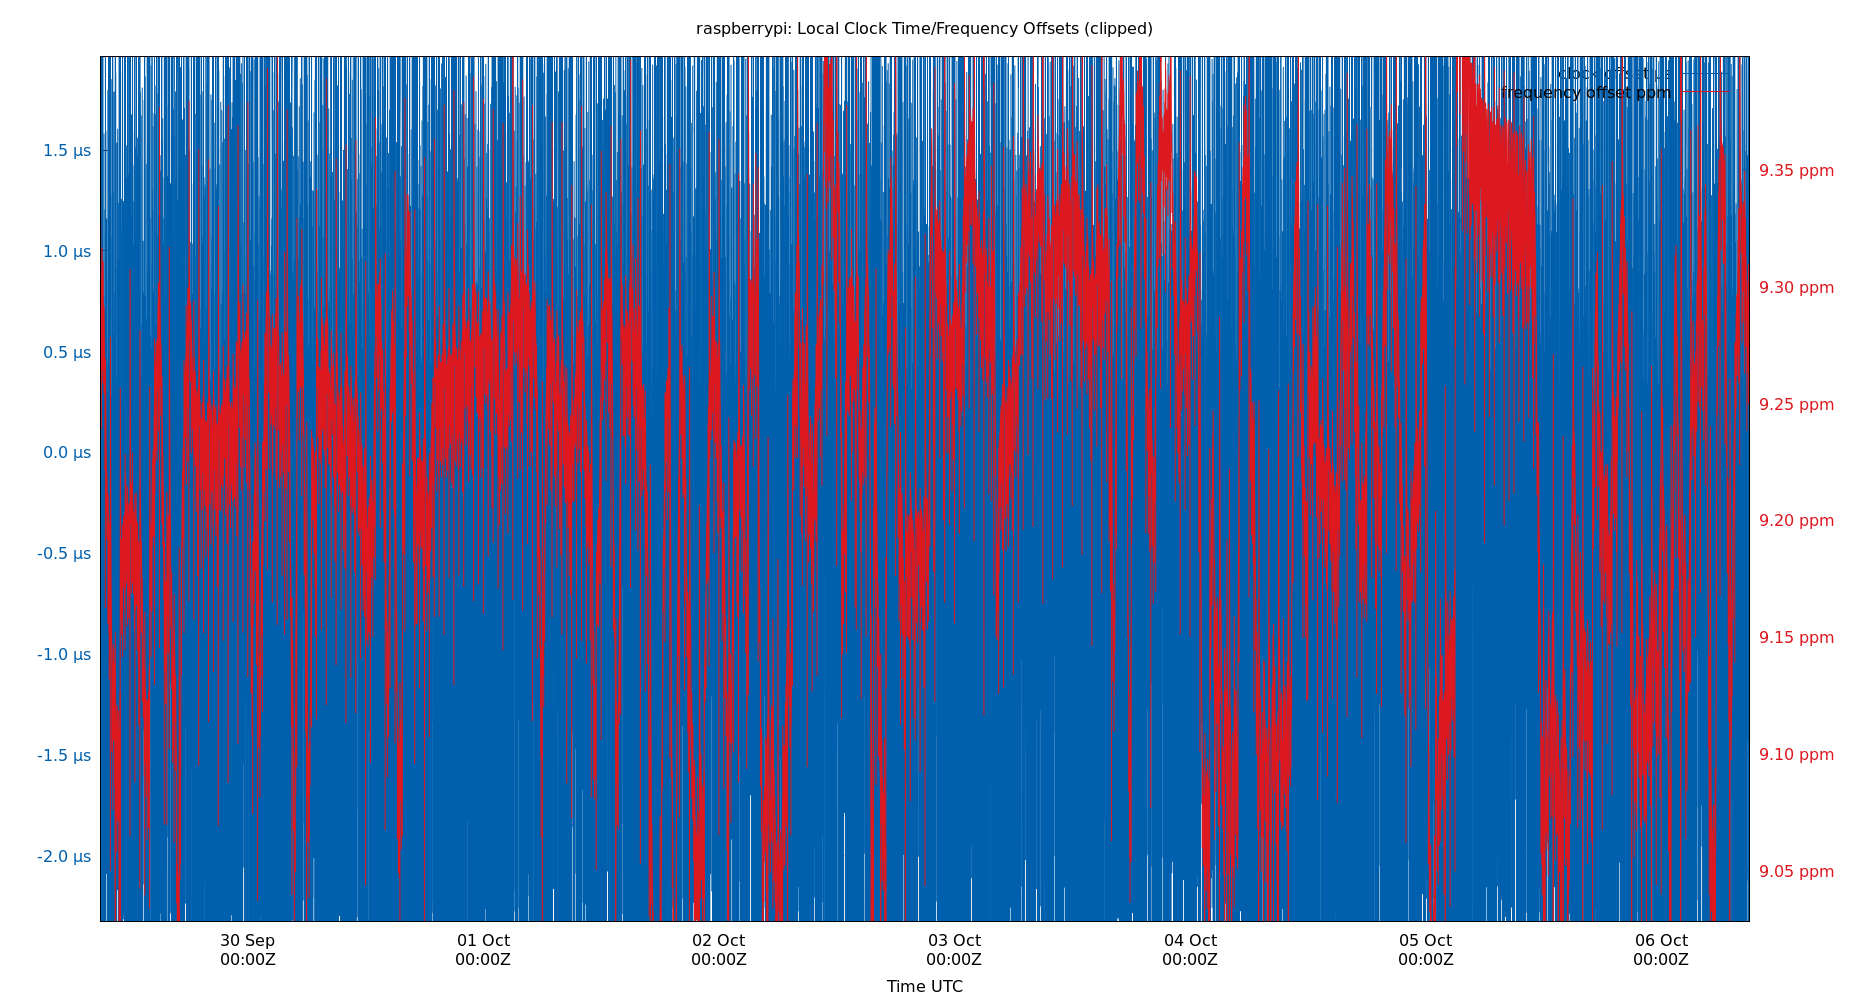 raspberrypi: Local Clock Time/Frequency Offsets (clipped)
clock offset µs
frequency offset ppm
1.5 µs
1.0 µs
0.5 µs
0.0 µs
-0.5 µs
-1.0 µs
-1.5 µs
-2.0 µs
9.35 ppm
9.30 ppm
9.25 ppm
9.20 ppm
9.15 ppm
9.10 ppm
9.05 ppm
30 Sep 01 Oct 02 Oct 03 Oct 04 Oct 05 Oct 06 Oct
00:00Z 00:00Z 00:00Z 00:00Z 00:00Z 00:00Z 00:00Z
Time UTC